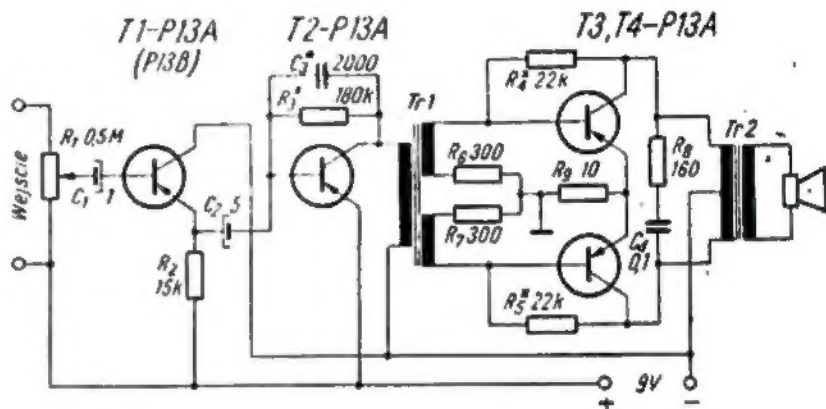 T1-P13A
(P13B)
T2-P13A
T3, T4-P13A
C3* 2000
R3* 180k
Tr1
R4* 22k
R1 0,5M
Wejście
C1 1
C2 5
R2
15k
R6 300
R7 300
R9 10
R8
160
C4
0,1
Tr2
R5* 22k
+ 9V −